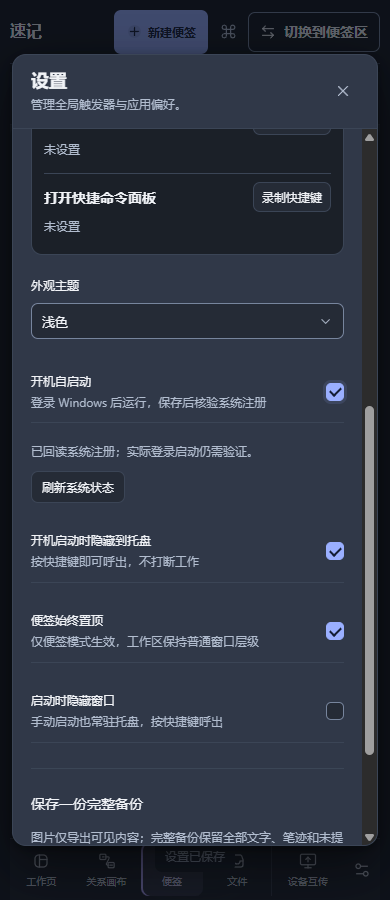 速记
新建便签
切换到便签区
设置
管理全局触发器与应用偏好。
未设置
打开快捷命令面板
录制快捷键
未设置
外观主题
浅色
开机自启动
登录 Windows 后运行，保存后核验系统注册
已回读系统注册；实际登录启动仍需验证。
刷新系统状态
开机启动时隐藏到托盘
按快捷键即可呼出，不打断工作
便签始终置顶
仅便签模式生效，工作区保持普通窗口层级
启动时隐藏窗口
手动启动也常驻托盘，按快捷键呼出
保存一份完整备份
图片仅导出可见内容；完整备份保留全部文字、笔迹和未提
设置已保存
工作页
关系画布
便签
文件
设备互传